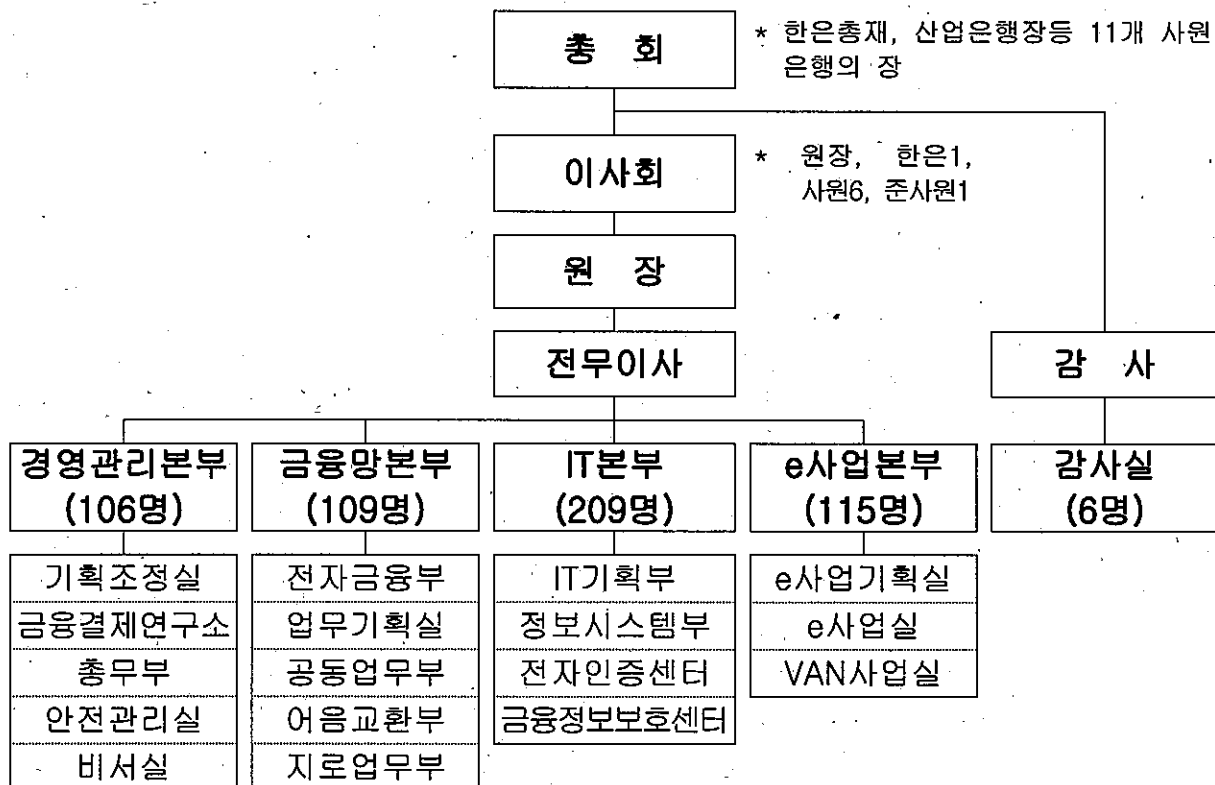 총 회
* 한은총재, 산업은행장등 11개 사원
은행의 장
이사회
* 원장, 한은1,
사원6, 준사원1
원 장
전무이사
감 사
경영관리본부
(106명)
금융망본부
(109명)
IT본부
(209명)
e사업본부
(115명)
감사실
(6명)
기획조정실
금융결제연구소
총무부
안전관리실
비서실
전자금융부
업무기획실
공동업무부
어음교환부
지로업무부
IT기획부
정보시스템부
전자인증센터
금융정보보호센터
e사업기획실
e사업실
VAN사업실